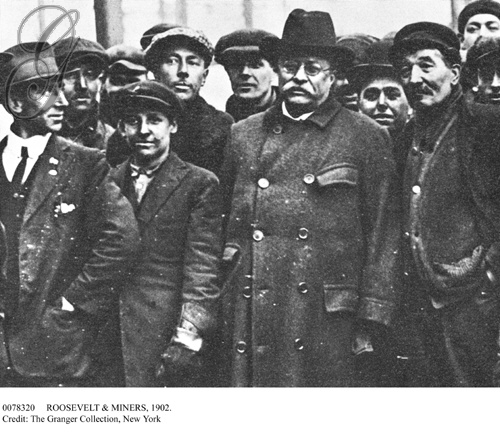 0078320 ROOSEVELT & MINERS, 1902.
Credit: The Granger Collection, New York